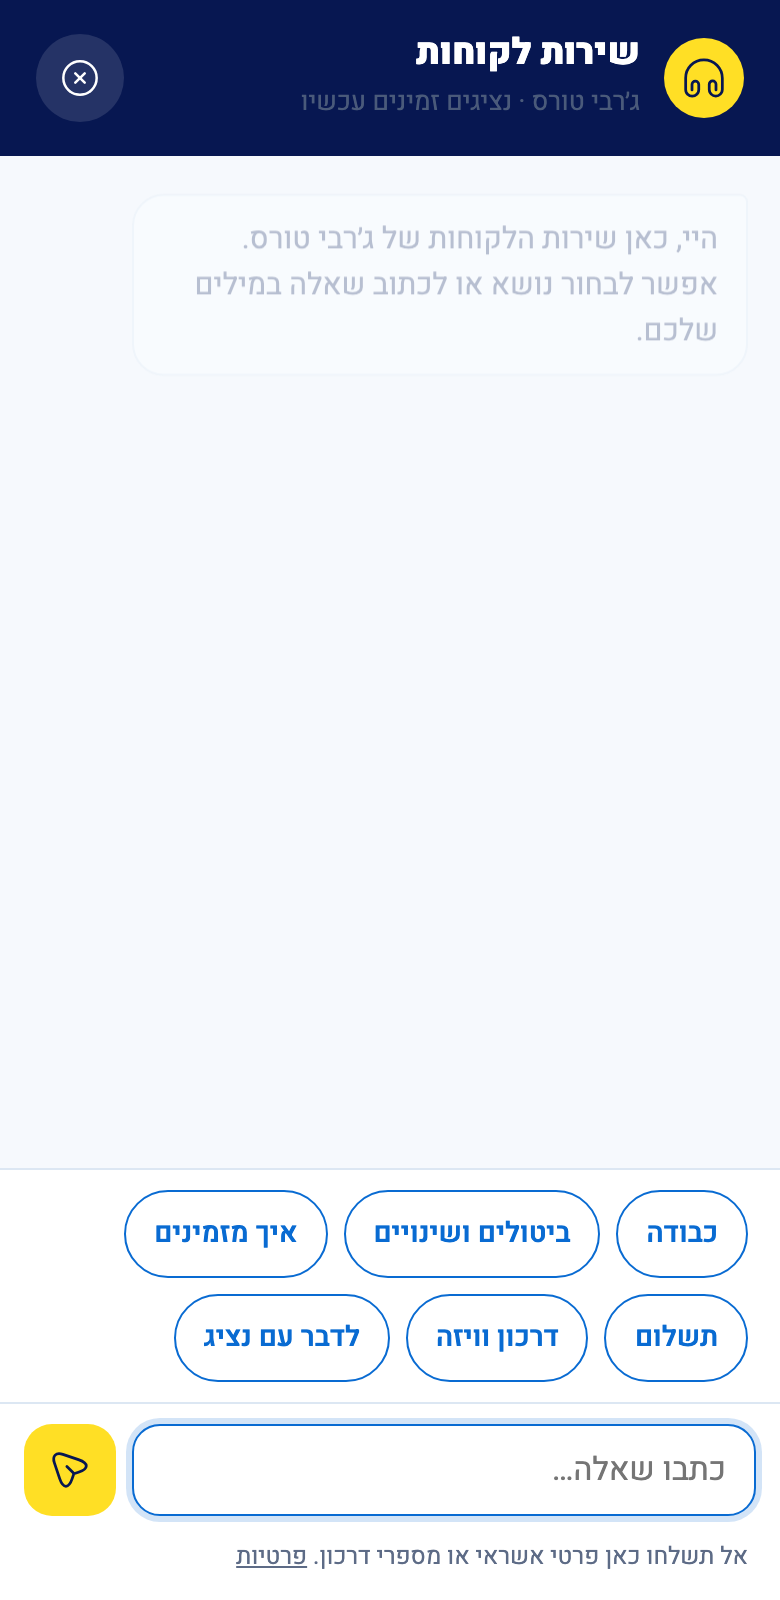 שירות לקוחות
ג׳רבי טורס · נציגים זמינים עכשיו
היי, כאן שירות הלקוחות של ג׳רבי טורס.
אפשר לבחור נושא או לכתוב שאלה במילים
שלכם.
כבודה
ביטולים ושינויים
איך מזמינים
תשלום
דרכון וויזה
לדבר עם נציג
כתבו שאלה...
אל תשלחו כאן פרטי אשראי או מספרי דרכון. פרטיות